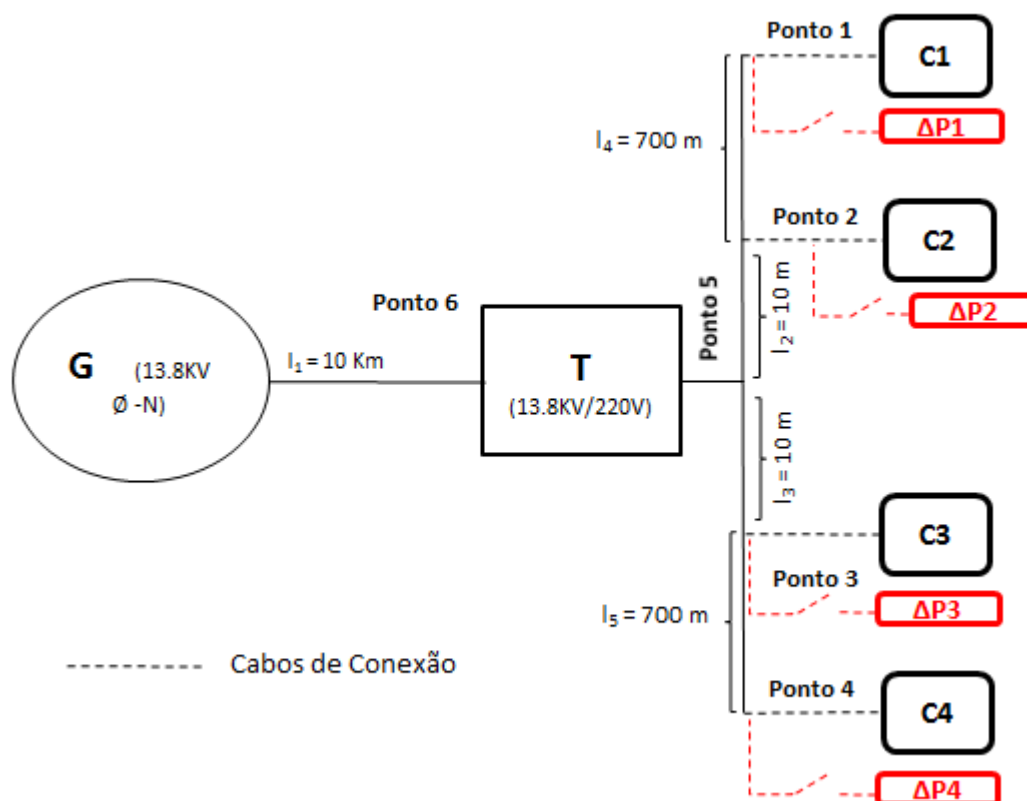 Ponto 1
C1
ΔP1
l₄ = 700 m
Ponto 2
C2
ΔP2
Ponto 5
l₂ = 10 m
Ponto 6
G (13.8KV
Ø -N)
l₁ = 10 Km
T
(13.8KV/220V)
l₃ = 10 m
C3
Ponto 3
ΔP3
l₅ = 700 m
Cabos de Conexão
Ponto 4
C4
ΔP4